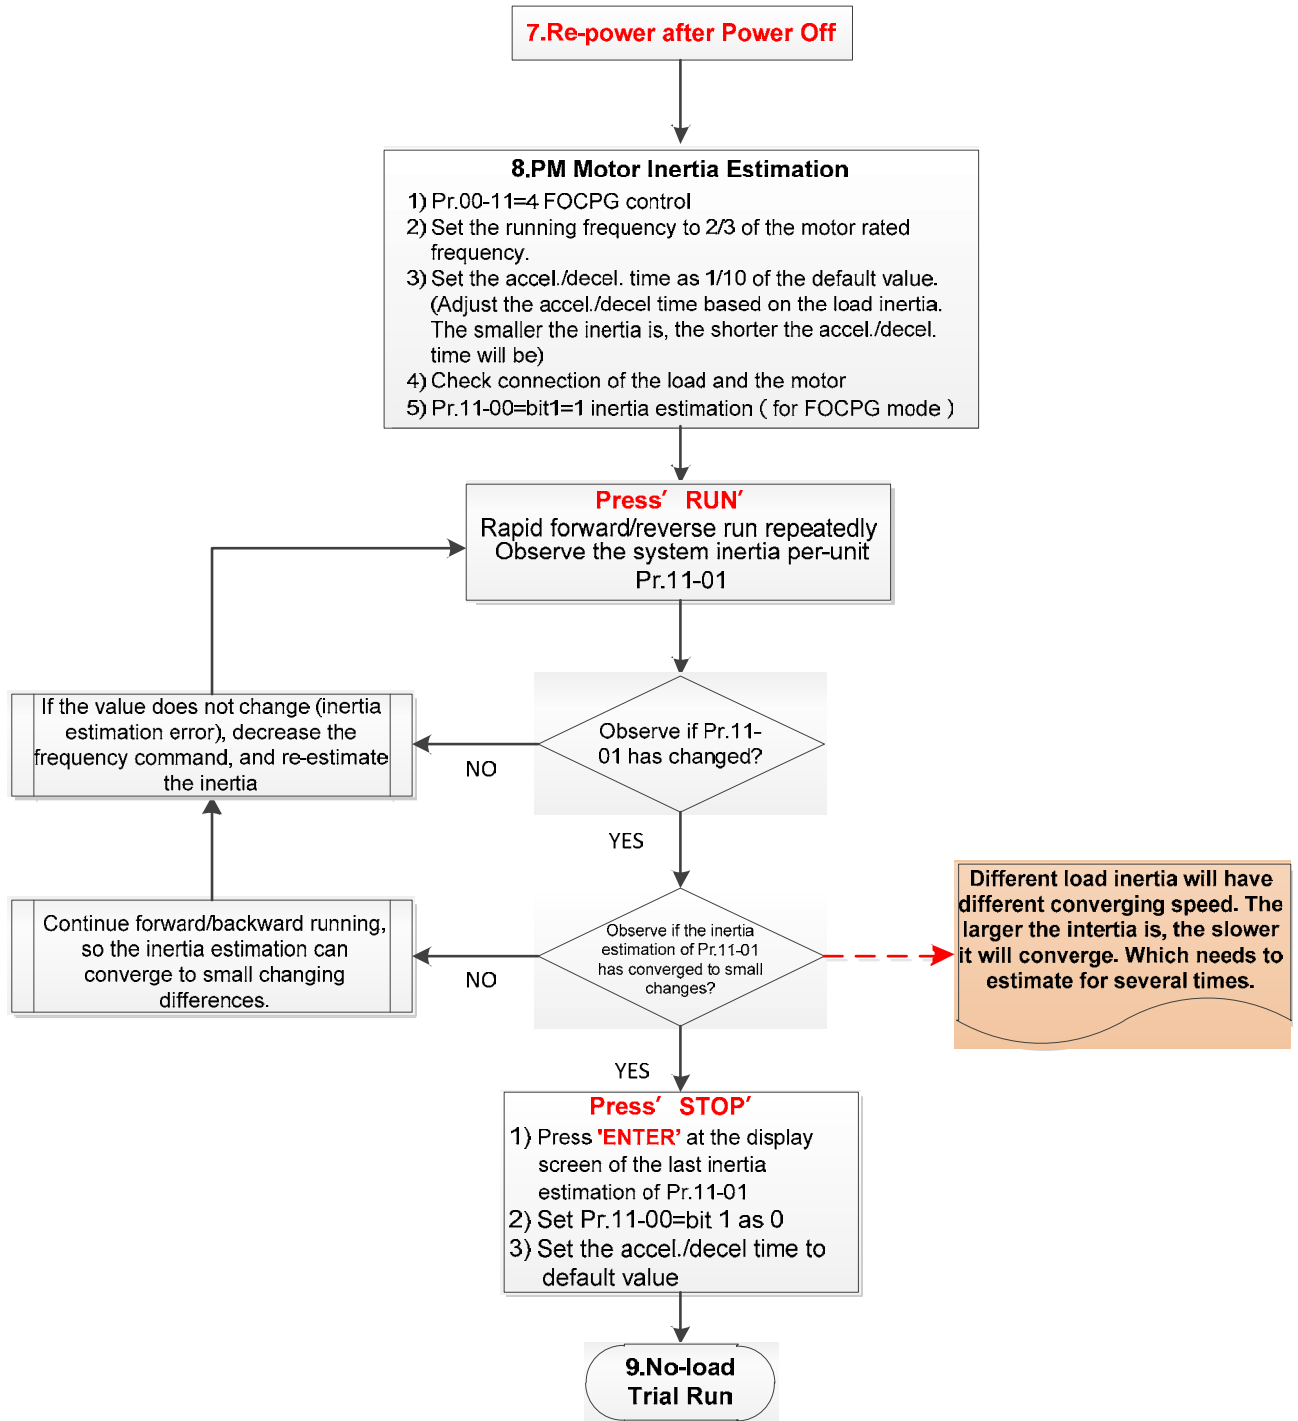 7.Re-power after Power Off
8.PM Motor Inertia Estimation
1) Pr.00-11=4 FOCPG control
2) Set the running frequency to 2/3 of the motor rated
frequency.
3) Set the accel./decel. time as 1/10 of the default value.
(Adjust the accel./decel time based on the load inertia.
The smaller the inertia is, the shorter the accel./decel.
time will be)
4) Check connection of the load and the motor
5) Pr.11-00=bit1=1 inertia estimation ( for FOCPG mode )
Press′ RUN′
Rapid forward/reverse run repeatedly
Observe the system inertia per-unit
Pr.11-01
If the value does not change (inertia
estimation error), decrease the
frequency command, and re-estimate
the inertia
NO
Observe if Pr.11-
01 has changed?
YES
Continue forward/backward running,
so the inertia estimation can
converge to small changing
differences.
NO
Observe if the inertia
estimation of Pr.11-01
has converged to small
changes?
Different load inertia will have
different converging speed. The
larger the intertia is, the slower
it will converge. Which needs to
estimate for several times.
YES
Press′ STOP′
1) Press 'ENTER' at the display
screen of the last inertia
estimation of Pr.11-01
2) Set Pr.11-00=bit 1 as 0
3) Set the accel./decel time to
default value
9.No-load
Trial Run